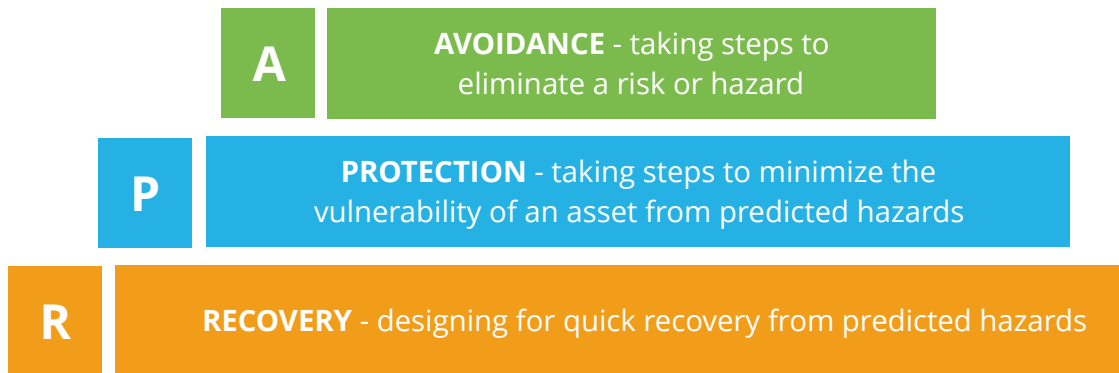 A
AVOIDANCE - taking steps to
eliminate a risk or hazard
P
PROTECTION - taking steps to minimize the
vulnerability of an asset from predicted hazards
R
RECOVERY - designing for quick recovery from predicted hazards